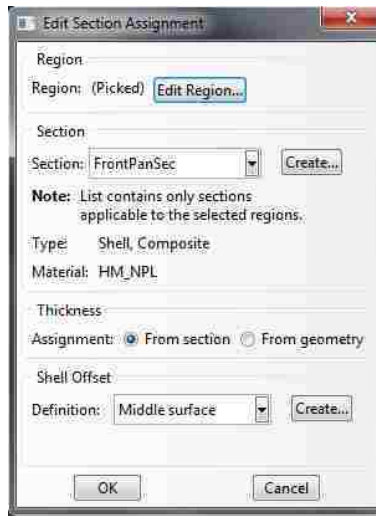 Edit Section Assignment
Region
Region: (Picked) Edit Region...
Section
Section: FrontPanSec Create...
Note: List contains only sections
applicable to the selected regions.
Type: Shell, Composite
Material: HM_NPL
Thickness
Assignment: From section From geometry
Shell Offset
Definition: Middle surface Create...
OK Cancel